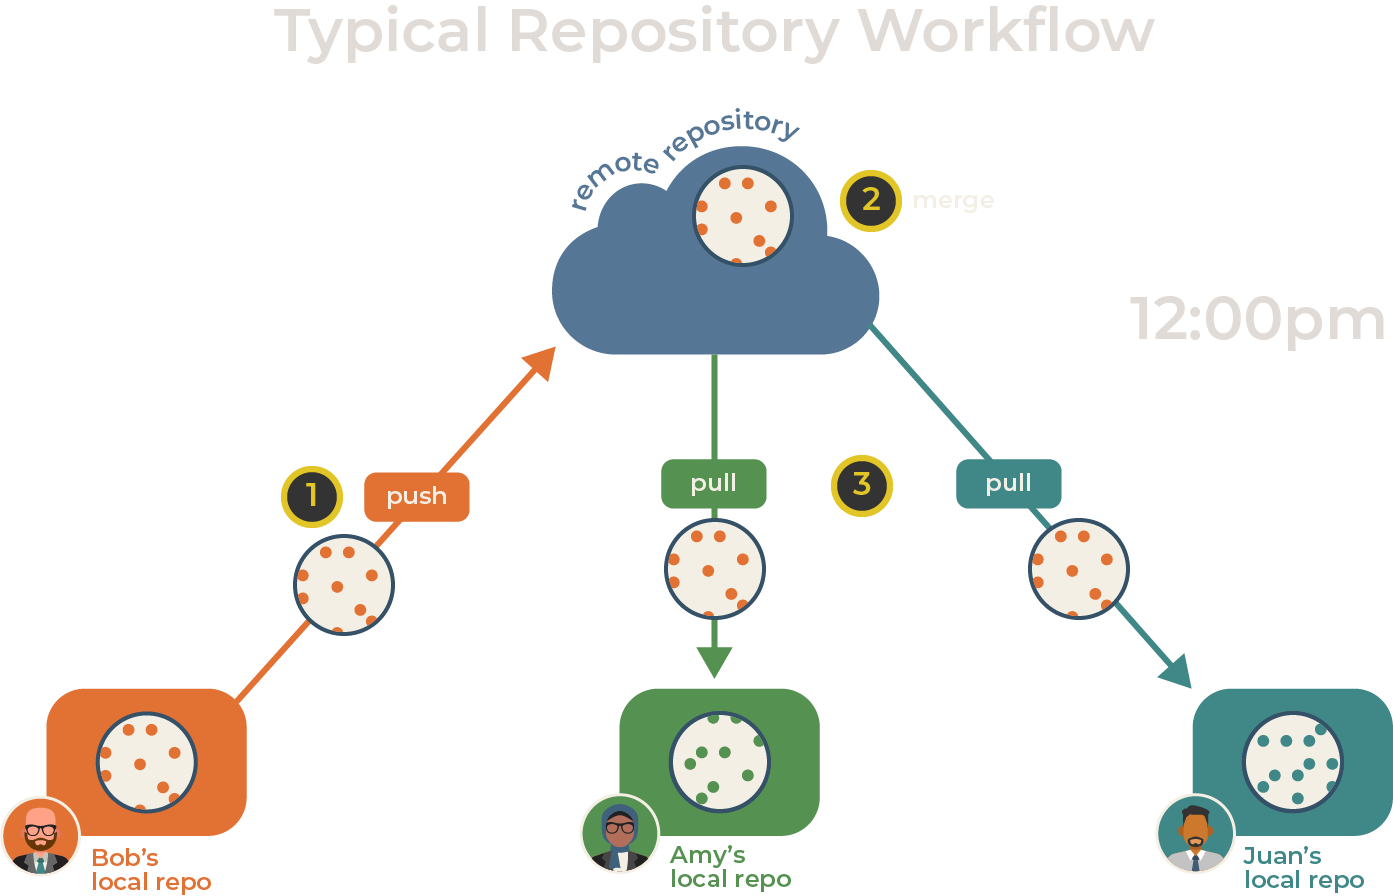 Typical Repository Workflow
remote repository
2
merge
12:00pm
1
push
pull
3
pull
Bob's
local repo
Amy's
local repo
Juan's
local repo